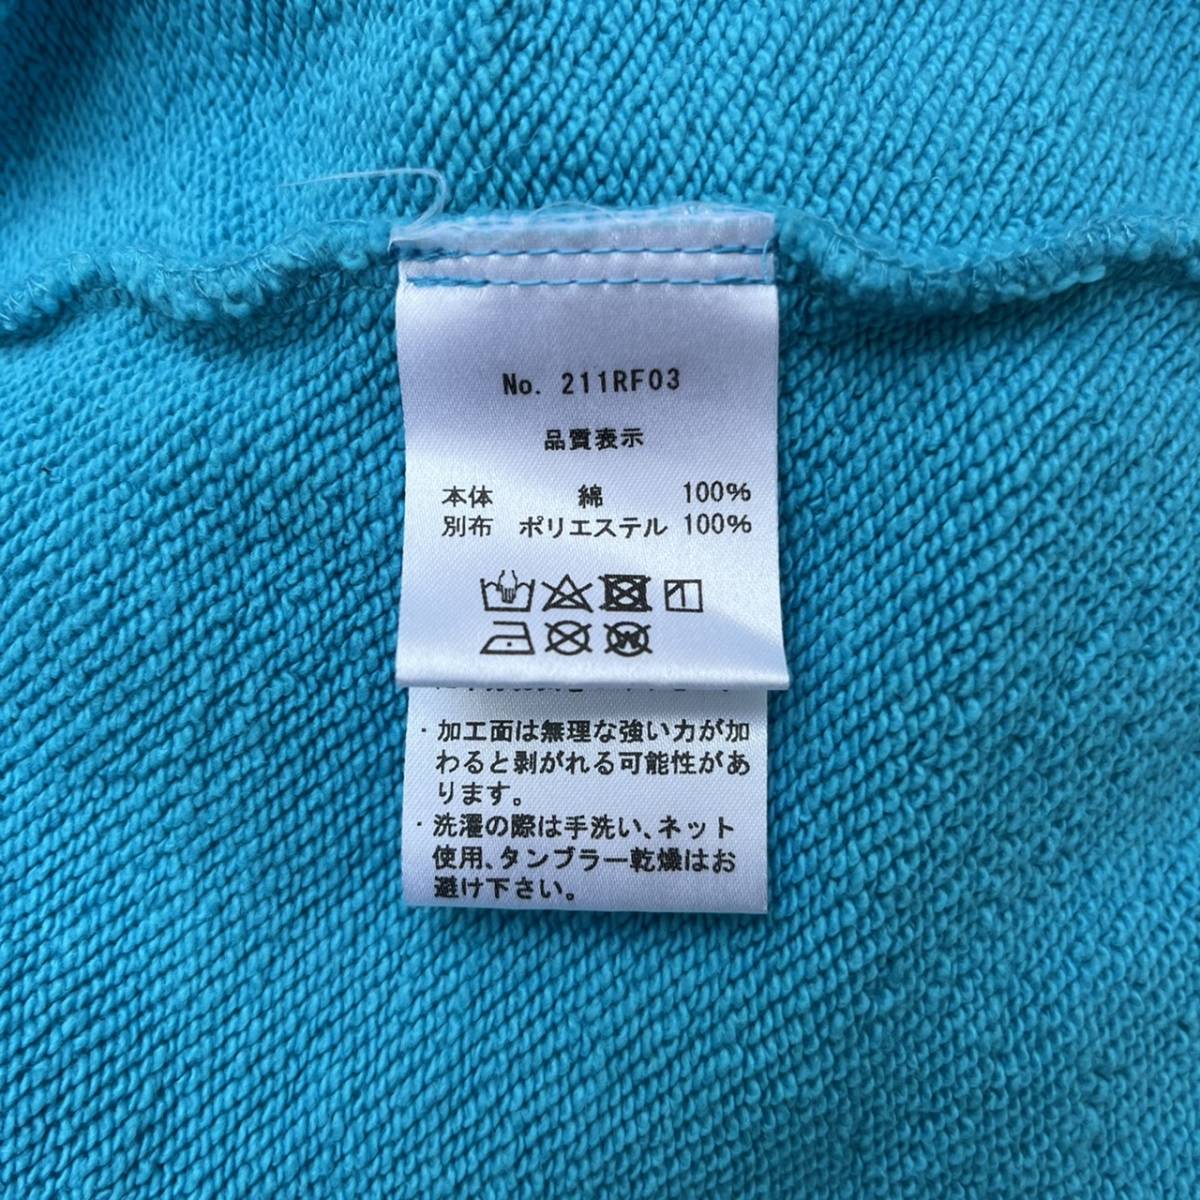 No. 211RF03
品質表示
本体 綿 100%
別布 ポリエステル 100%
・加工面は無理な強い力が加
わると剥がれる可能性があ
ります。
・洗濯の際は手洗い、ネット
使用、タンブラー乾燥はお
避け下さい。